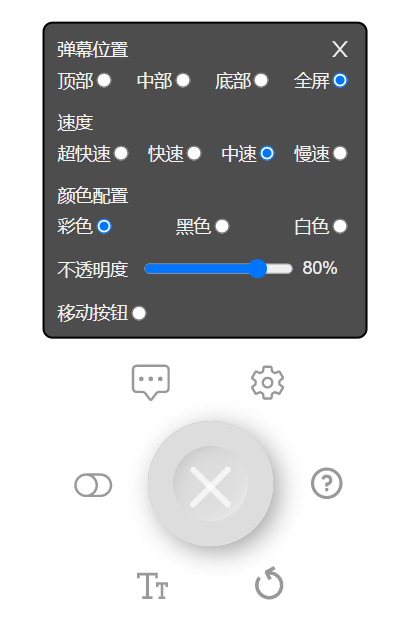 弹幕位置 X
顶部 中部 底部 全屏
速度
超快速 快速 中速 慢速
颜色配置
彩色 黑色 白色
不透明度 80%
移动按钮
?
TT